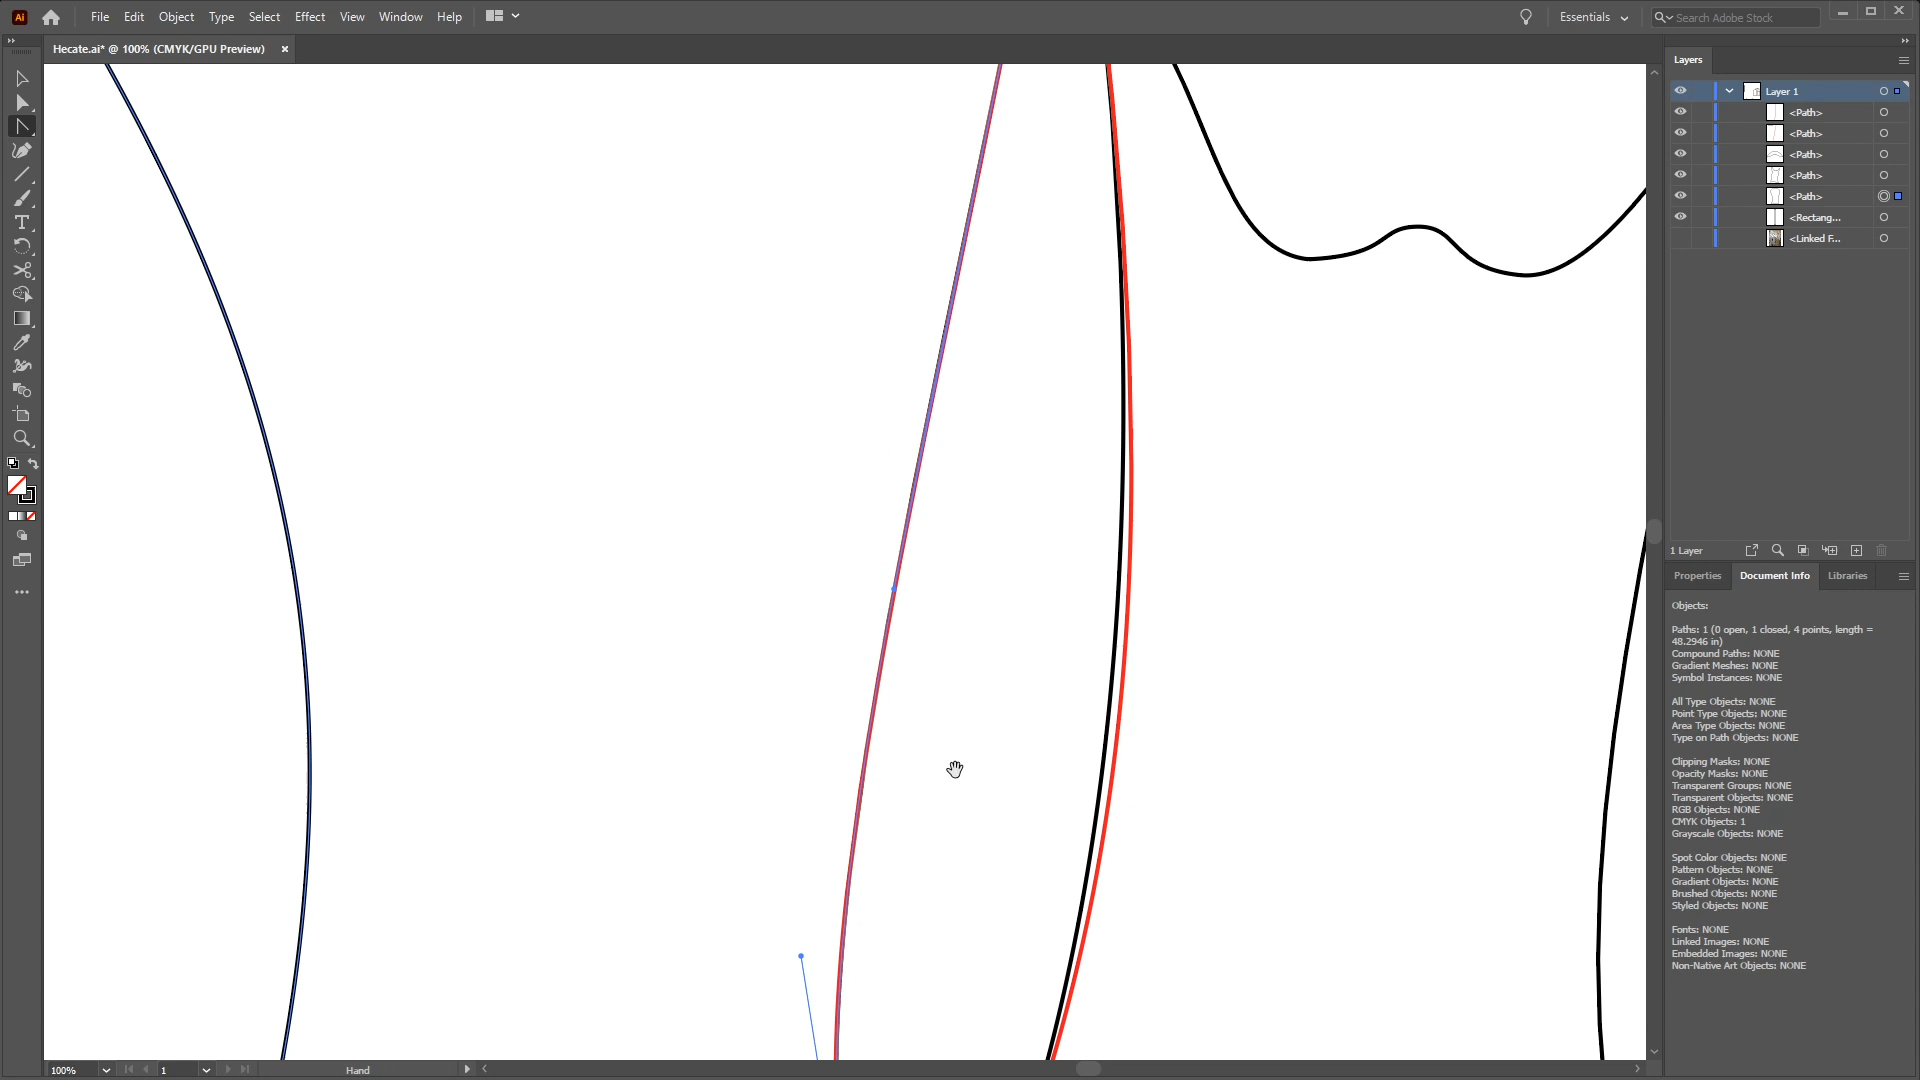 Ai
File Edit Object Type Select Effect View Window Help
Essentials
Search Adobe Stock
Hecate.ai* @ 100% (CMYK/GPU Preview) ×
Layers
Layer 1
<Path>
<Path>
<Path>
<Path>
<Path>
<Rectang...
<Linked F...
1 Layer
Properties Document Info Libraries
Objects:
Paths: 1 (0 open, 1 closed, 4 points, length =
48.2946 in)
Compound Paths: NONE
Gradient Meshes: NONE
Symbol Instances: NONE
All Type Objects: NONE
Point Type Objects: NONE
Area Type Objects: NONE
Type on Path Objects: NONE
Clipping Masks: NONE
Opacity Masks: NONE
Transparent Groups: NONE
Transparent Objects: NONE
RGB Objects: NONE
CMYK Objects: 1
Grayscale Objects: NONE
Spot Color Objects: NONE
Pattern Objects: NONE
Gradient Objects: NONE
Brushed Objects: NONE
Styled Objects: NONE
Fonts: NONE
Linked Images: NONE
Embedded Images: NONE
Non-Native Art Objects: NONE
100% 1 Hand